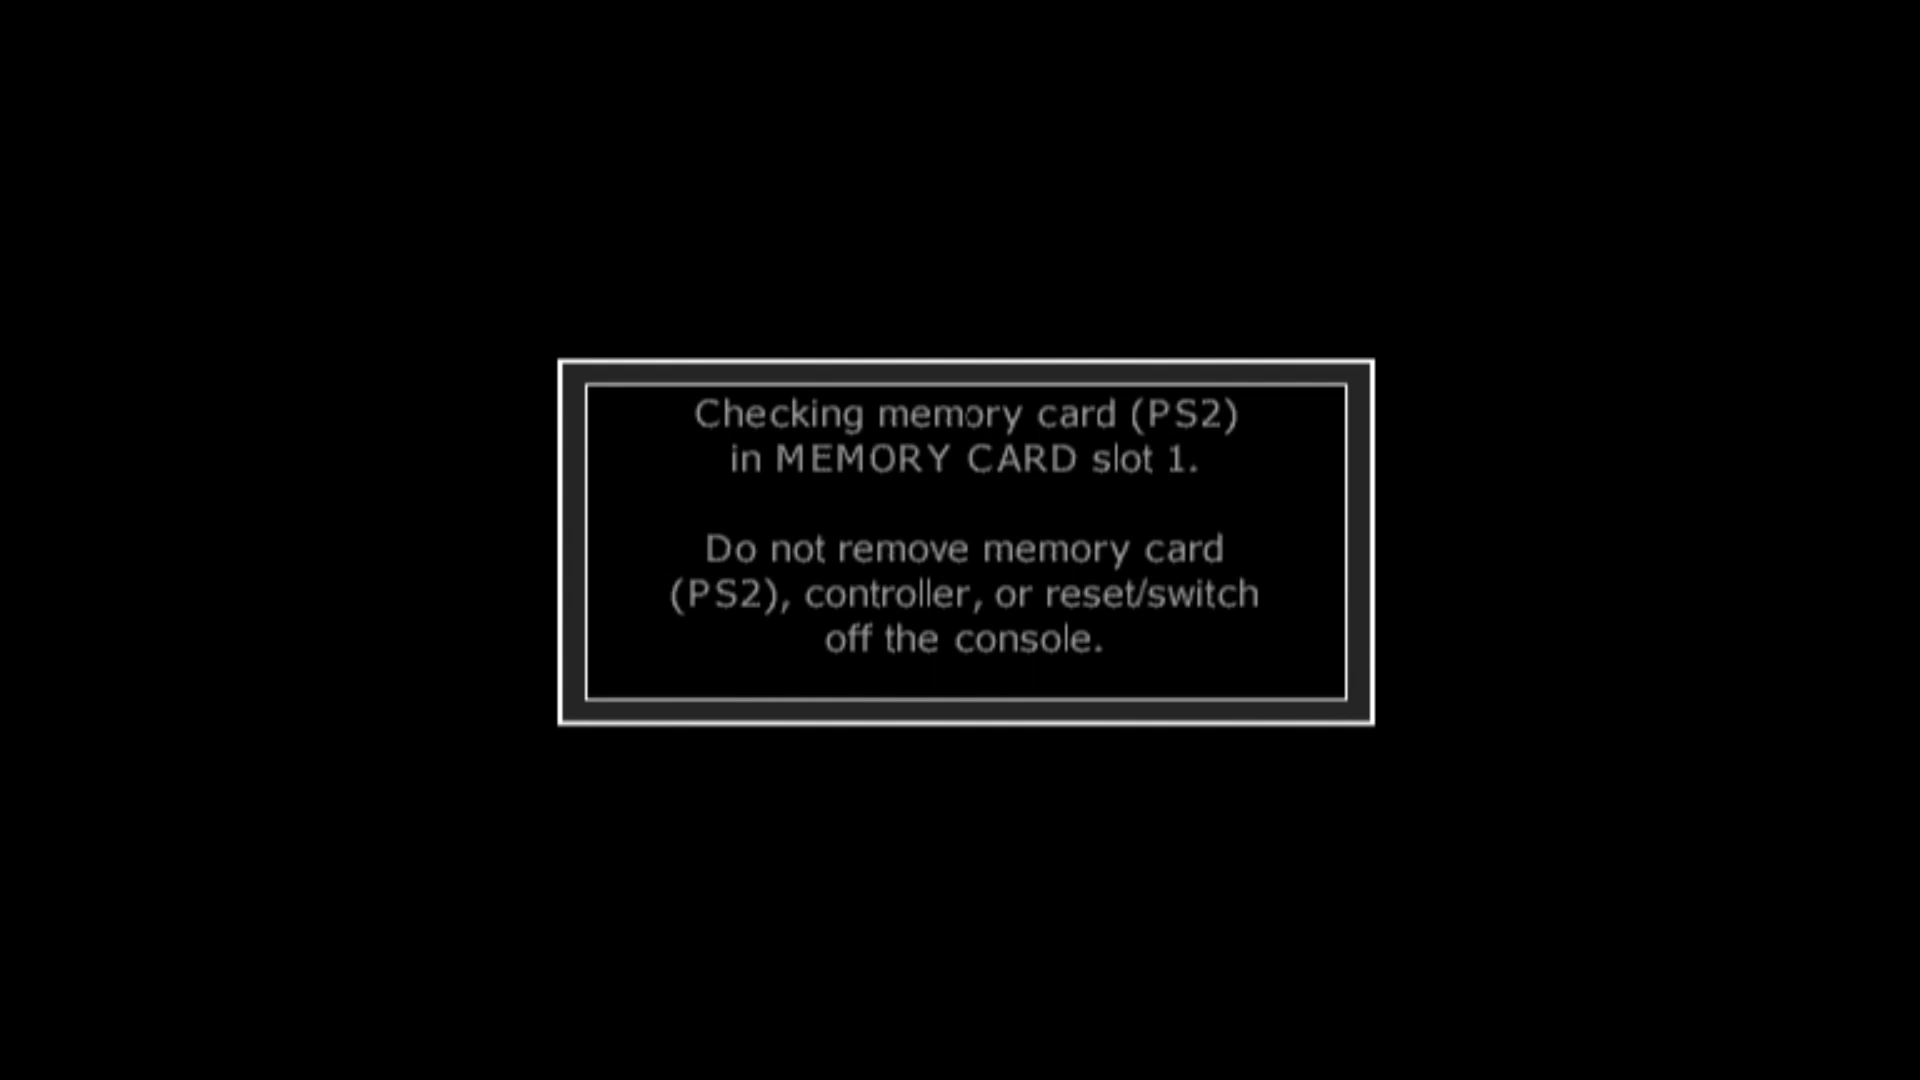 Checking memory card (PS2)
in MEMORY CARD slot 1.
Do not remove memory card
(PS2), controller, or reset/switch
off the console.